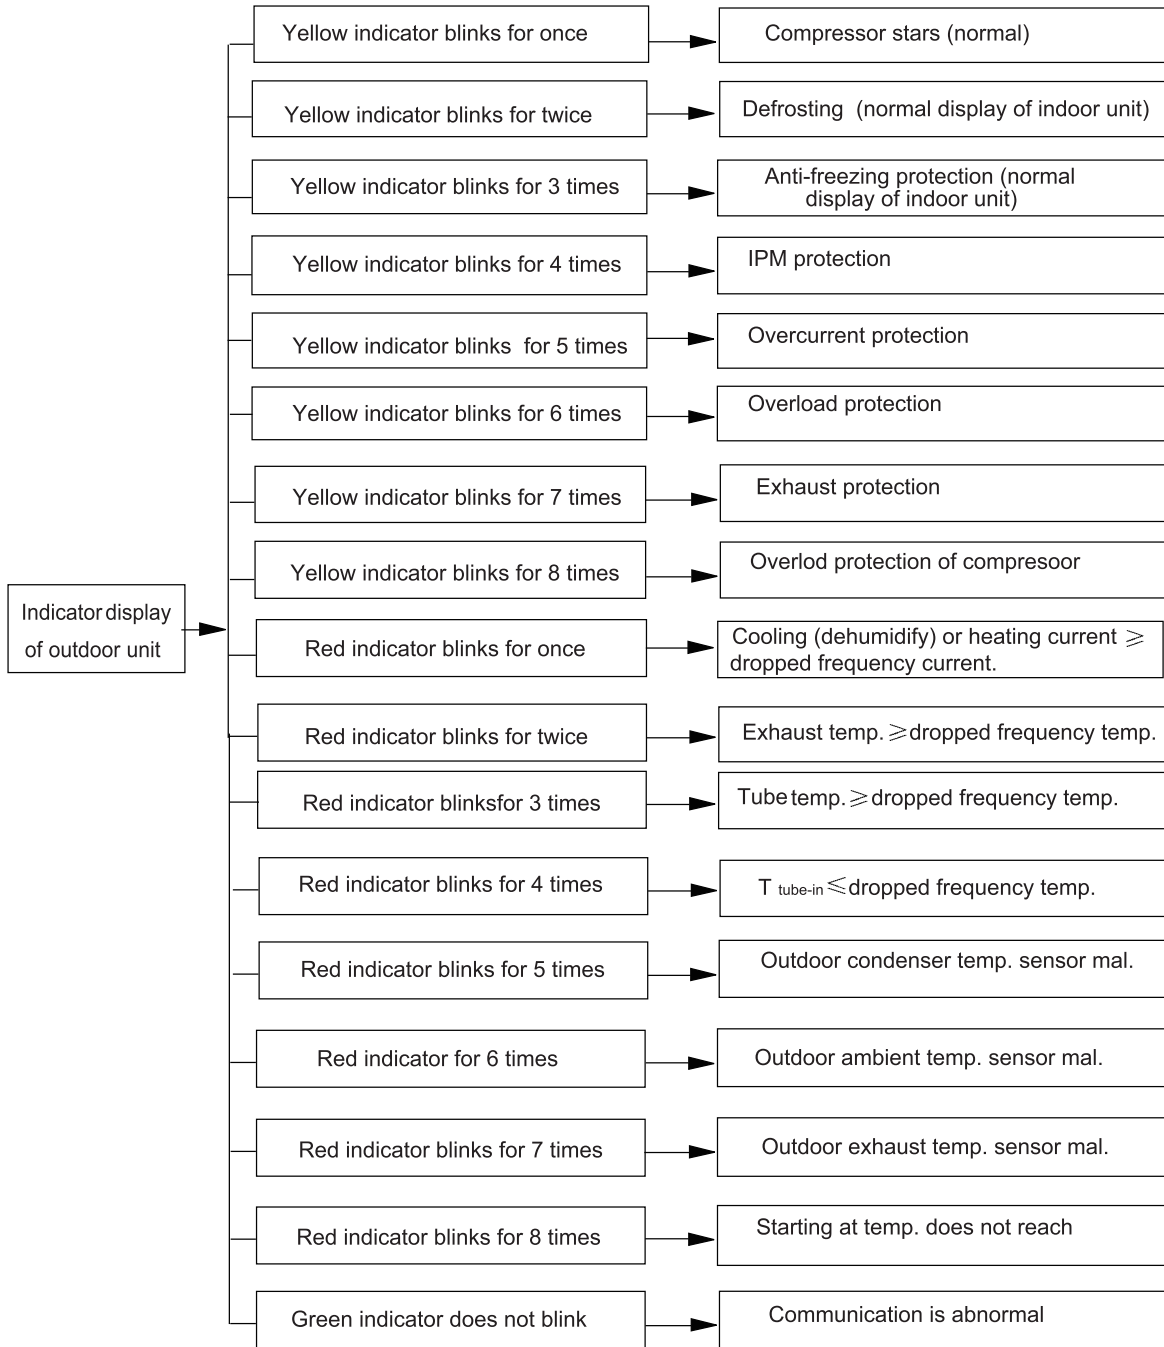 Yellow indicator blinks for once
Compressor stars (normal)
Yellow indicator blinks for twice
Defrosting (normal display of indoor unit)
Yellow indicator blinks for 3 times
Anti-freezing protection (normal
display of indoor unit)
Yellow indicator blinks for 4 times
IPM protection
Yellow indicator blinks for 5 times
Overcurrent protection
Yellow indicator blinks for 6 times
Overload protection
Yellow indicator blinks for 7 times
Exhaust protection
Yellow indicator blinks for 8 times
Overlod protection of compresoor
Indicator display
of outdoor unit
Red indicator blinks for once
Cooling (dehumidify) or heating current ⩾
dropped frequency current.
Red indicator blinks for twice
Exhaust temp. ⩾dropped frequency temp.
Red indicator blinksfor 3 times
Tube temp. ⩾dropped frequency temp.
Red indicator blinks for 4 times
T tube-in ⩽dropped frequency temp.
Red indicator blinks for 5 times
Outdoor condenser temp. sensor mal.
Red indicator for 6 times
Outdoor ambient temp. sensor mal.
Red indicator blinks for 7 times
Outdoor exhaust temp. sensor mal.
Red indicator blinks for 8 times
Starting at temp. does not reach
Green indicator does not blink
Communication is abnormal